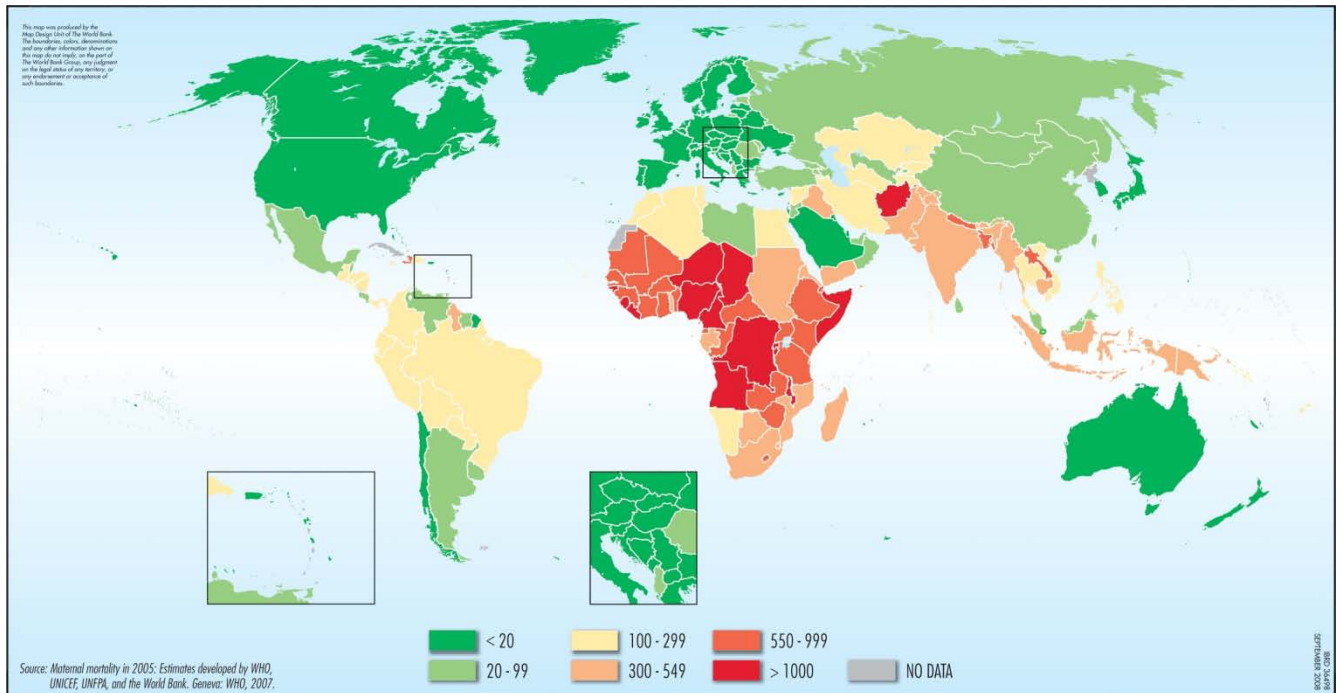 This map was produced by the
Map Design Unit of The World Bank.
The boundaries, colors, denominations
and any other information shown on
this map do not imply, on the part of
The World Bank Group, any judgment
on the legal status of any territory, or
any endorsement or acceptance of
such boundaries.
< 20
100 - 299
550 - 999
20 - 99
300 - 549
> 1000
NO DATA
Source: Maternal mortality in 2005: Estimates developed by WHO,
UNICEF, UNFPA, and the World Bank. Geneva: WHO, 2007.
IBRD 36498
SEPTEMBER 2008